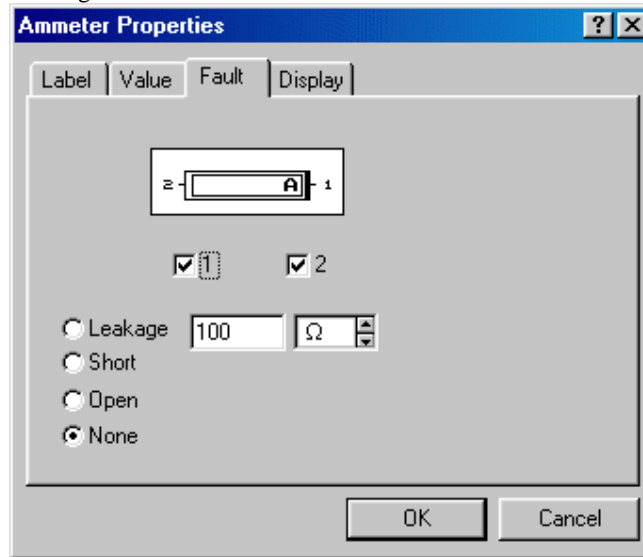 Ammeter Properties
Label Value Fault Display
2 A 1
1 2
Leakage 100 Ω
Short
Open
None
OK Cancel